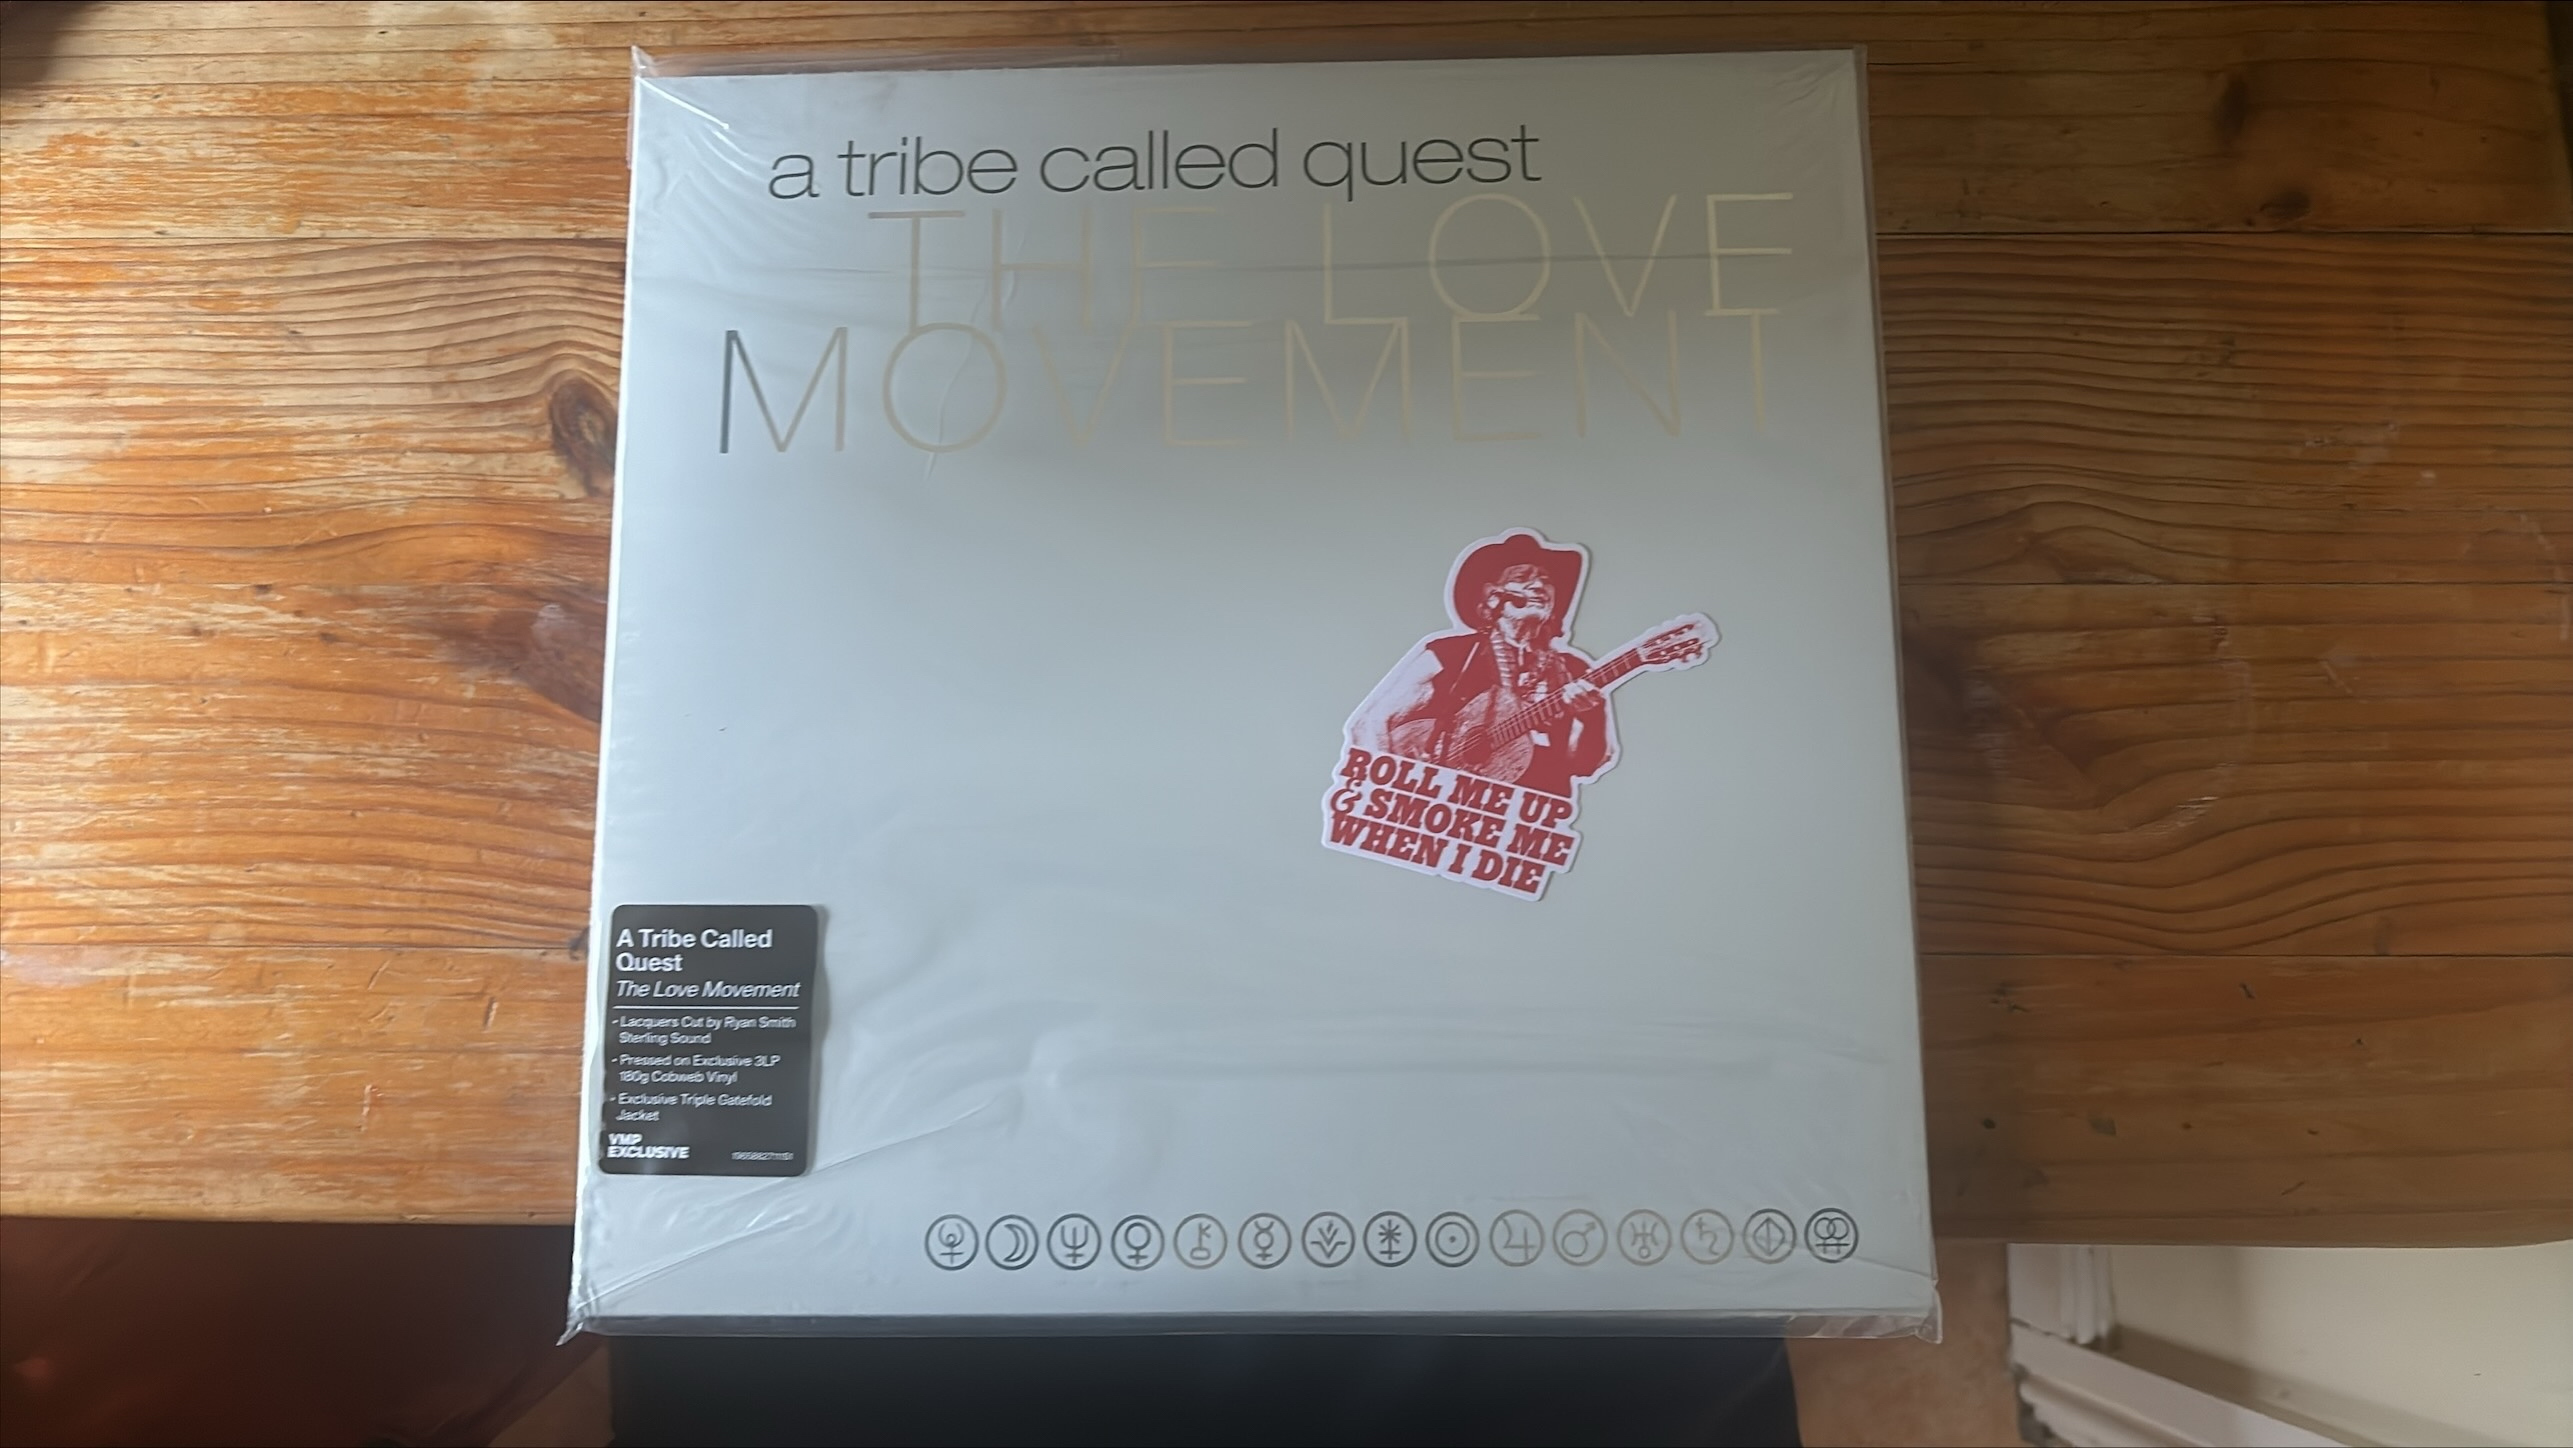 a tribe called quest
THE LOVE
MOVEMENT
ROLL ME UP
& SMOKE ME
WHEN I DIE
A Tribe Called
Quest
The Love Movement
- Lacquers Cut by Ryan Smith
Sterling Sound
- Pressed on Exclusive 3LP
180g Cobweb Vinyl
- Exclusive Triple Gatefold
Jacket
VMP
EXCLUSIVE